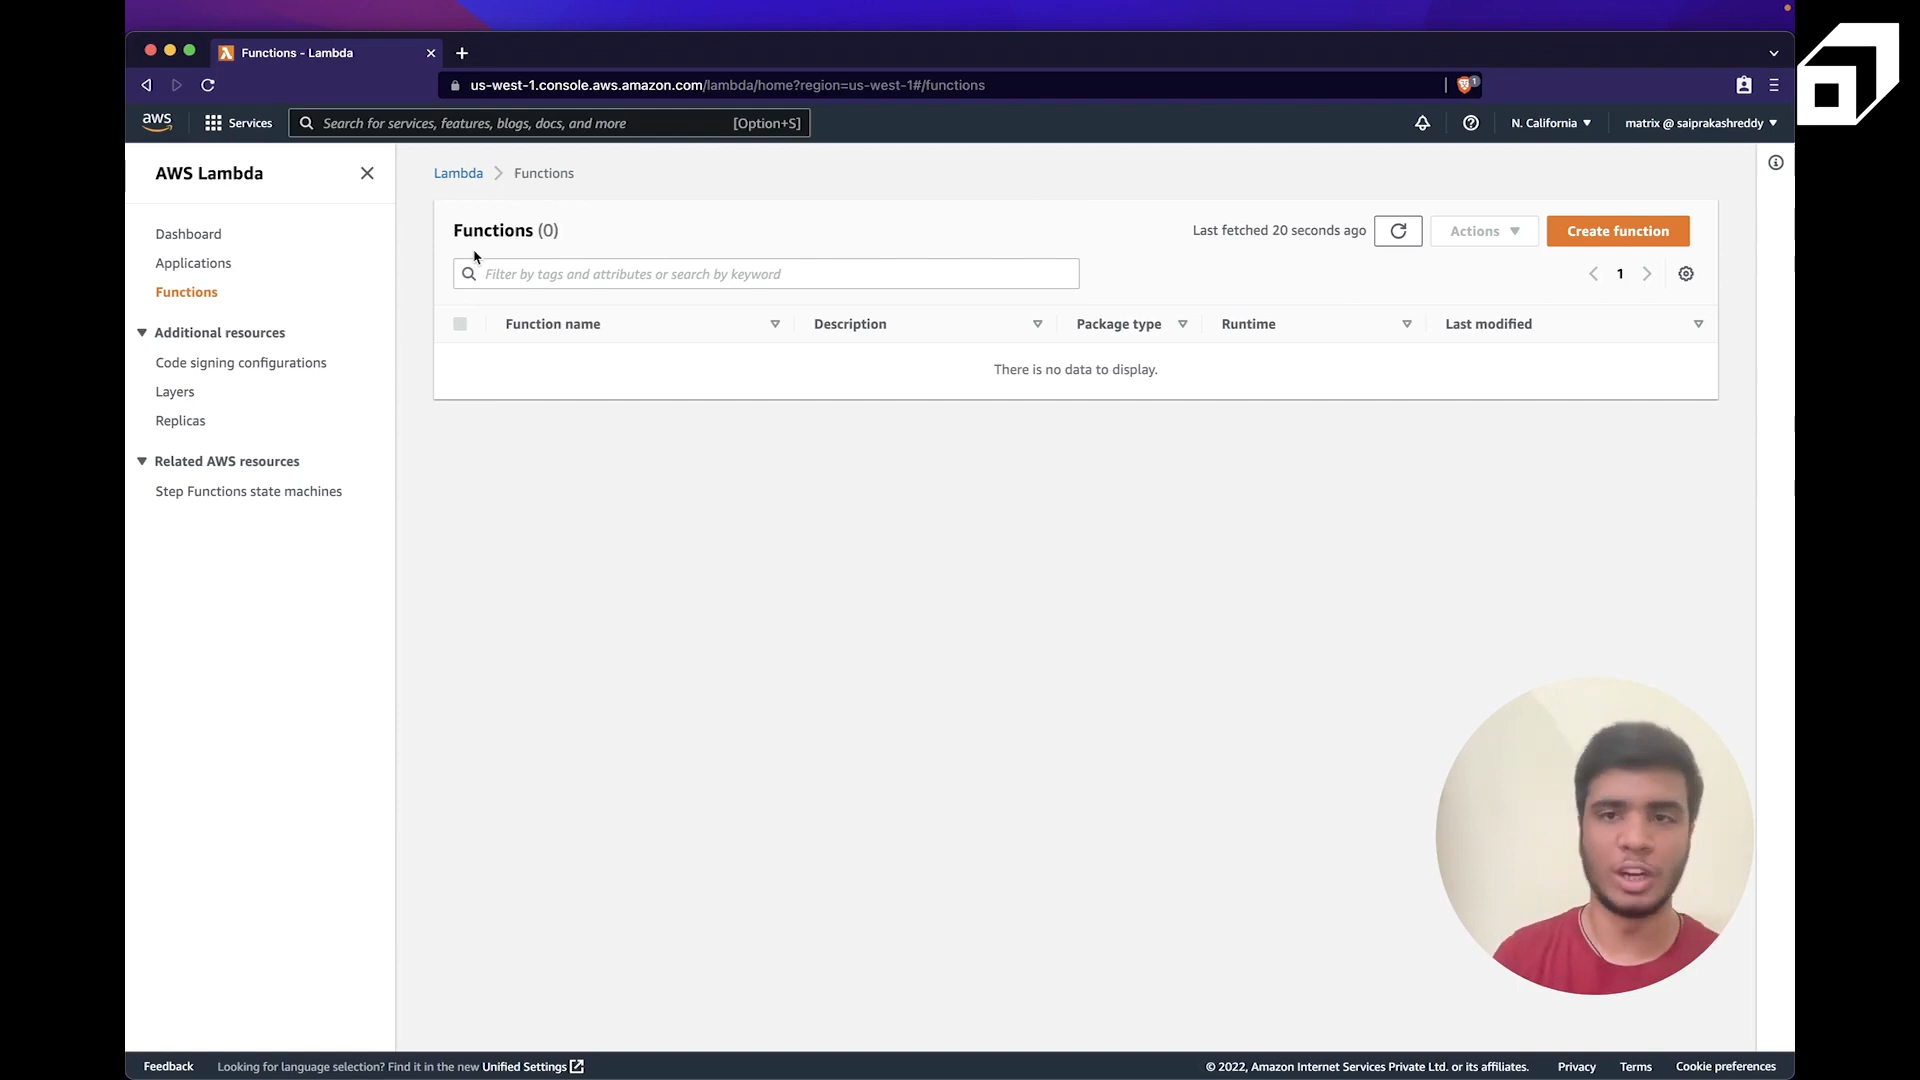 Functions - Lambda
us-west-1.console.aws.amazon.com/lambda/home?region=us-west-1#/functions
1
aws
Services
Search for services, features, blogs, docs, and more
[Option+S]
N. California
matrix @ saiprakashreddy
AWS Lambda
Dashboard
Applications
Functions
Additional resources
Code signing configurations
Layers
Replicas
Related AWS resources
Step Functions state machines
Lambda
Functions
Functions (0)
Last fetched 20 seconds ago
Actions
Create function
Filter by tags and attributes or search by keyword
1
Function name
Description
Package type
Runtime
Last modified
There is no data to display.
Feedback
Looking for language selection? Find it in the new Unified Settings
© 2022, Amazon Internet Services Private Ltd. or its affiliates.
Privacy
Terms
Cookie preferences